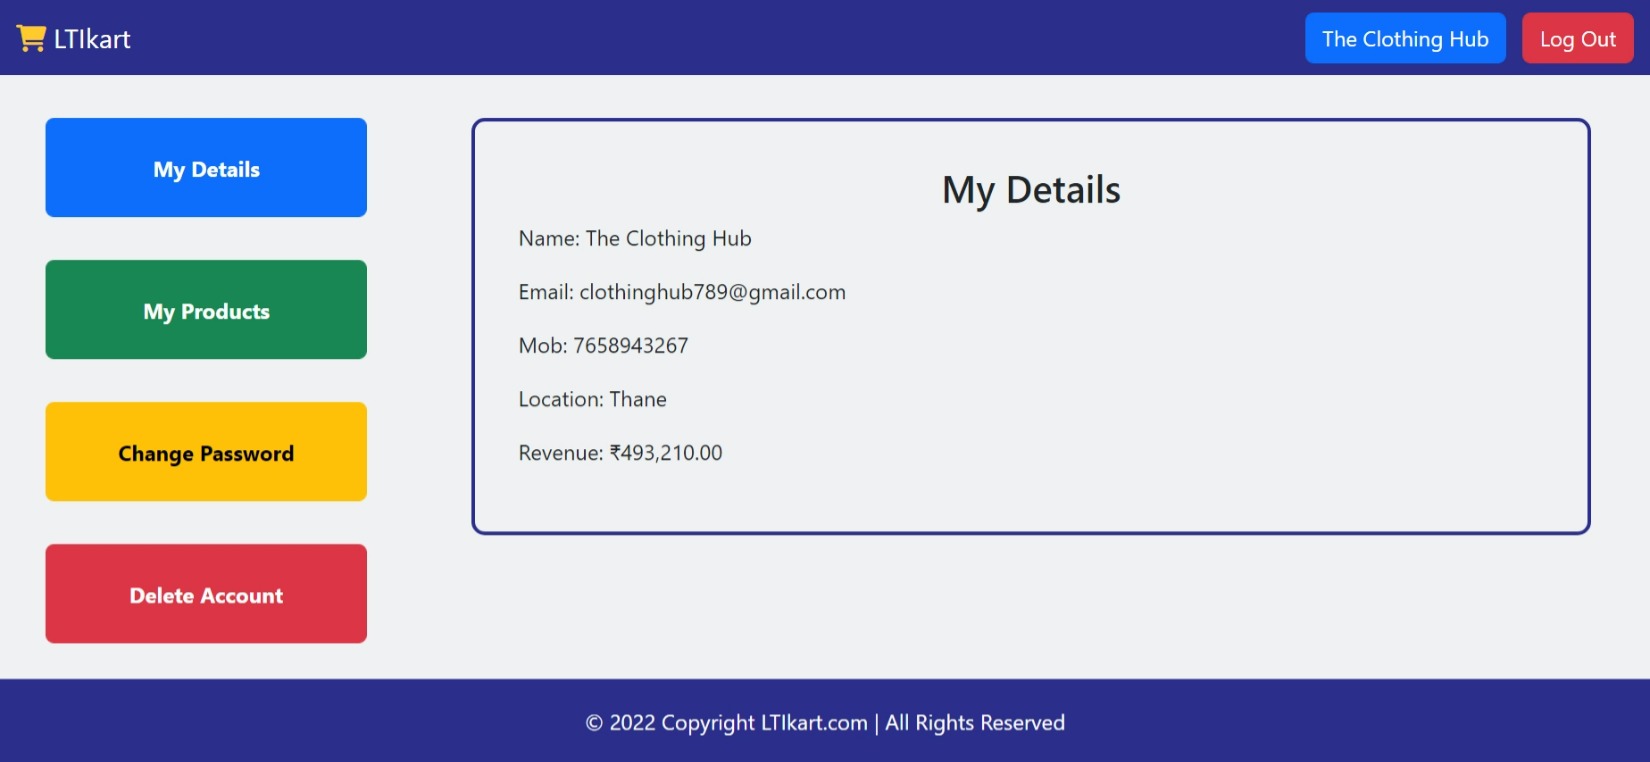 LTIkart
The Clothing Hub
Log Out
My Details
My Products
Change Password
Delete Account
My Details
Name: The Clothing Hub
Email: clothinghub789@gmail.com
Mob: 7658943267
Location: Thane
Revenue: ₹493,210.00
© 2022 Copyright LTIkart.com | All Rights Reserved